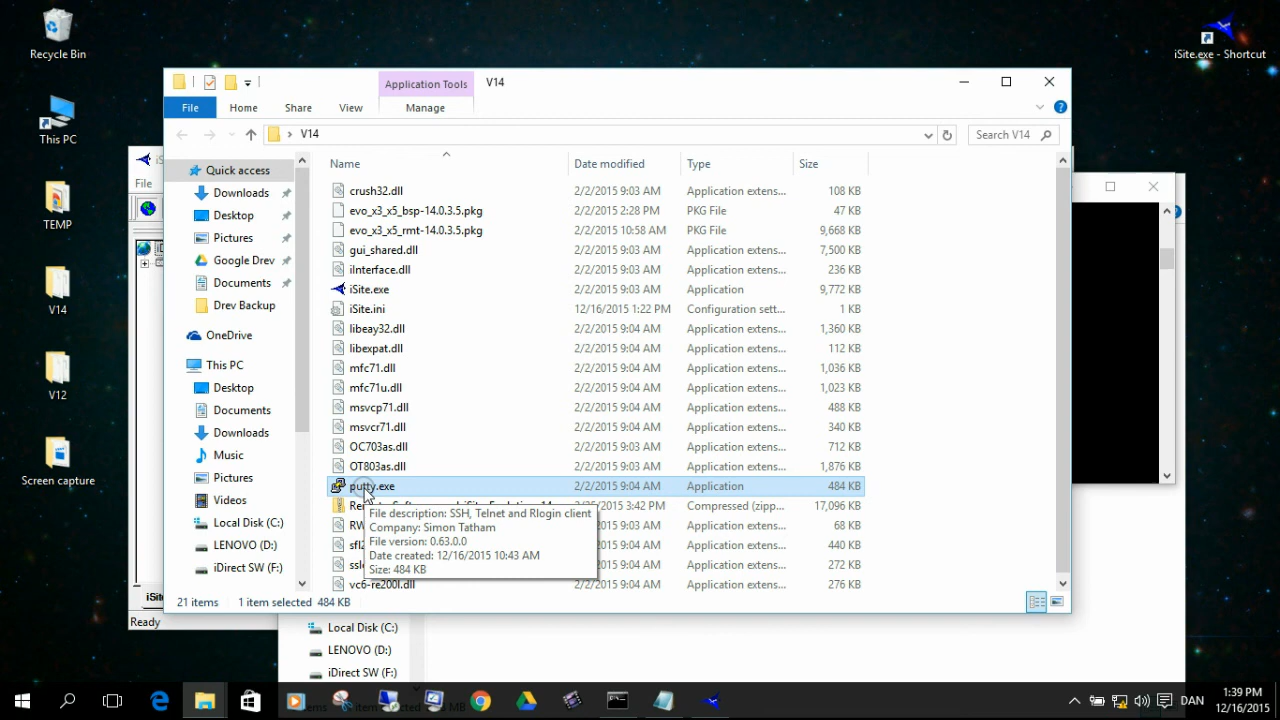 Recycle Bin
iSite.exe - Shortcut
This PC
TEMP
V14
V12
Screen capture
Application Tools V14
File Home Share View Manage
V14 Search V14
Name Date modified Type Size
Quick access
Downloads
Desktop
Pictures
Google Drev
Documents
Drev Backup
OneDrive
This PC
Desktop
Documents
Downloads
Music
Pictures
Videos
Local Disk (C:)
LENOVO (D:)
iDirect SW (F:)
crush32.dll 2/2/2015 9:03 AM Application extens... 108 KB
evo_x3_x5_bsp-14.0.3.5.pkg 2/2/2015 2:28 PM PKG File 47 KB
evo_x3_x5_rmt-14.0.3.5.pkg 2/2/2015 10:58 AM PKG File 9,668 KB
gui_shared.dll 2/2/2015 9:03 AM Application extens... 7,500 KB
iInterface.dll 2/2/2015 9:03 AM Application extens... 236 KB
iSite.exe 2/2/2015 9:03 AM Application 9,772 KB
iSite.ini 12/16/2015 1:22 PM Configuration sett... 1 KB
libeay32.dll 2/2/2015 9:04 AM Application extens... 1,360 KB
libexpat.dll 2/2/2015 9:04 AM Application extens... 112 KB
mfc71.dll 2/2/2015 9:04 AM Application extens... 1,036 KB
mfc71u.dll 2/2/2015 9:04 AM Application extens... 1,023 KB
msvcp71.dll 2/2/2015 9:04 AM Application extens... 488 KB
msvcr71.dll 2/2/2015 9:04 AM Application extens... 340 KB
OC703as.dll 2/2/2015 9:03 AM Application extens... 712 KB
OT803as.dll 2/2/2015 9:03 AM Application extens... 1,876 KB
putty.exe 2/2/2015 9:04 AM Application 484 KB
3:42 PM Compressed (zipp... 17,096 KB
RW 9:03 AM Application extens... 68 KB
sfl2 9:04 AM Application extens... 440 KB
9:04 AM Application extens... 272 KB
vc6-re200l.dll 2/2/2015 9:04 AM Application extens... 276 KB
File description: SSH, Telnet and Rlogin client
Company: Simon Tatham
File version: 0.63.0.0
Date created: 12/16/2015 10:43 AM
Size: 484 KB
21 items 1 item selected 484 KB
File
Ready
Local Disk (C:)
LENOVO (D:)
iDirect SW (F:)
DAN
1:39 PM
12/16/2015